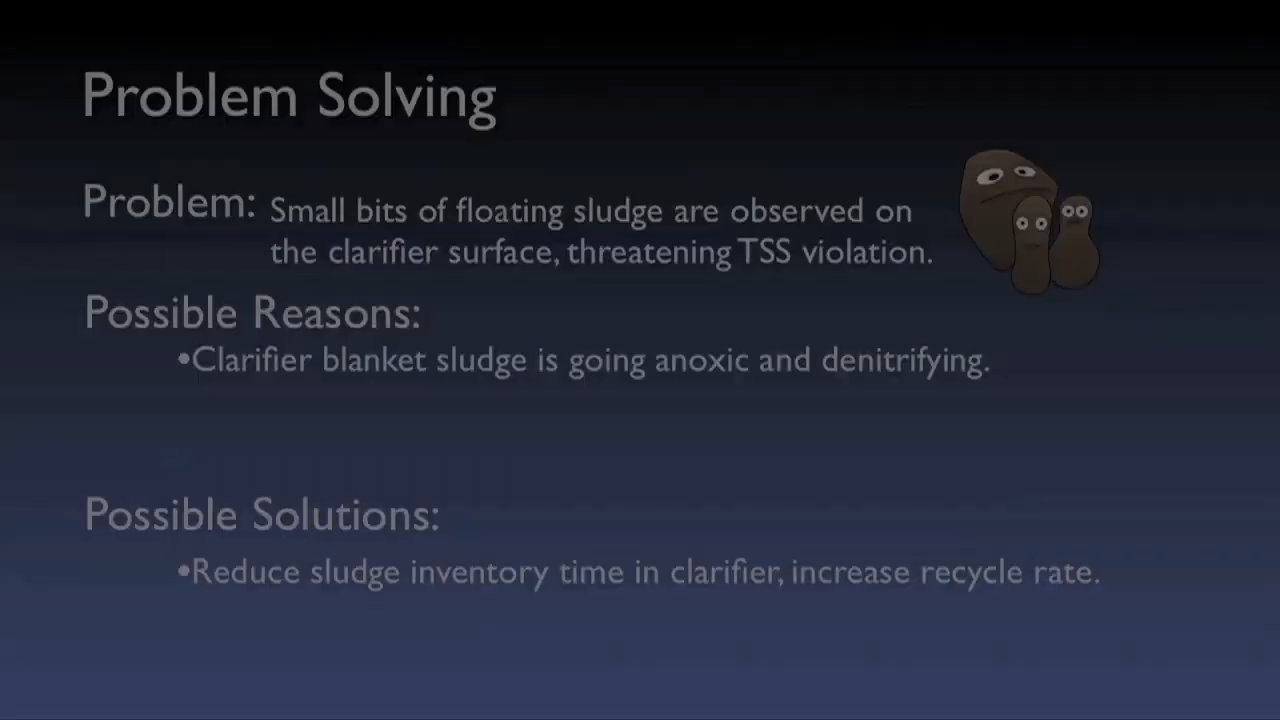 Problem Solving
Problem: Small bits of floating sludge are observed on
the clarifier surface, threatening TSS violation.
Possible Reasons:
•Clarifier blanket sludge is going anoxic and denitrifying.
Possible Solutions:
•Reduce sludge inventory time in clarifier, increase recycle rate.